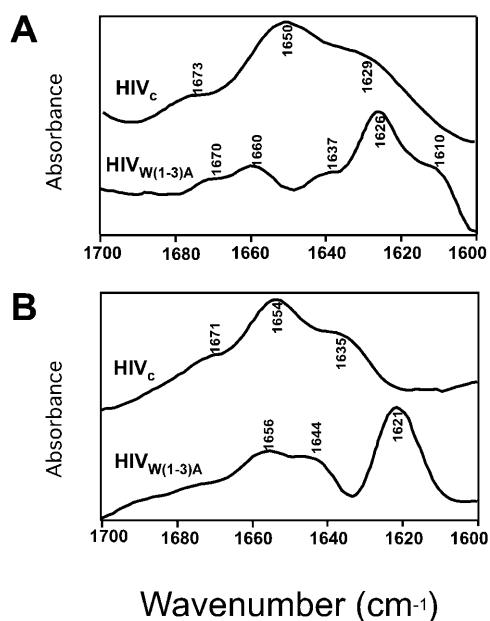 A
Absorbance
HIVc
HIVW(1-3)A
1673
1650
1629
1670
1660
1637
1626
1610
1700 1680 1660 1640 1620 1600
B
Absorbance
HIVc
HIVW(1-3)A
1671
1654
1635
1656
1644
1621
1700 1680 1660 1640 1620 1600
Wavenumber (cm-1)